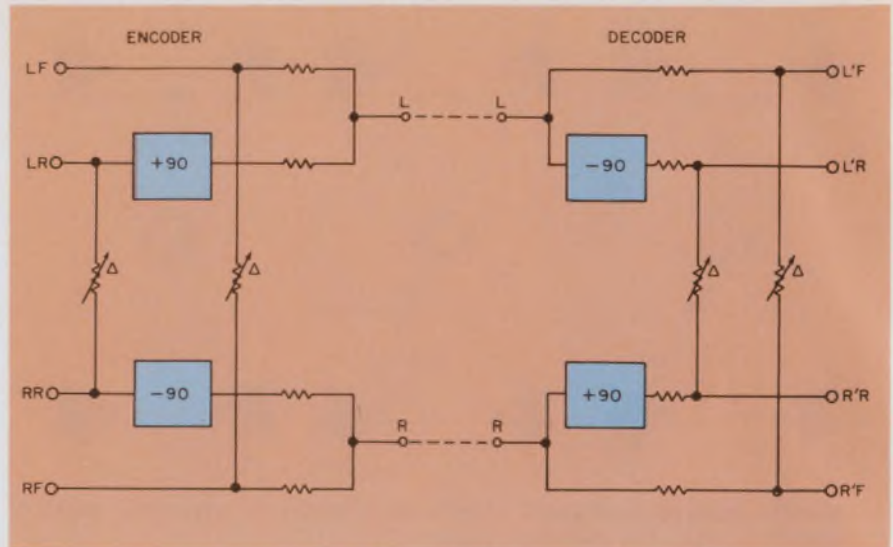 ENCODER DECODER
LF L L L'F
LR +90 -90 L'R
Δ Δ Δ Δ
RR -90 +90 R'R
R R
RF R'F